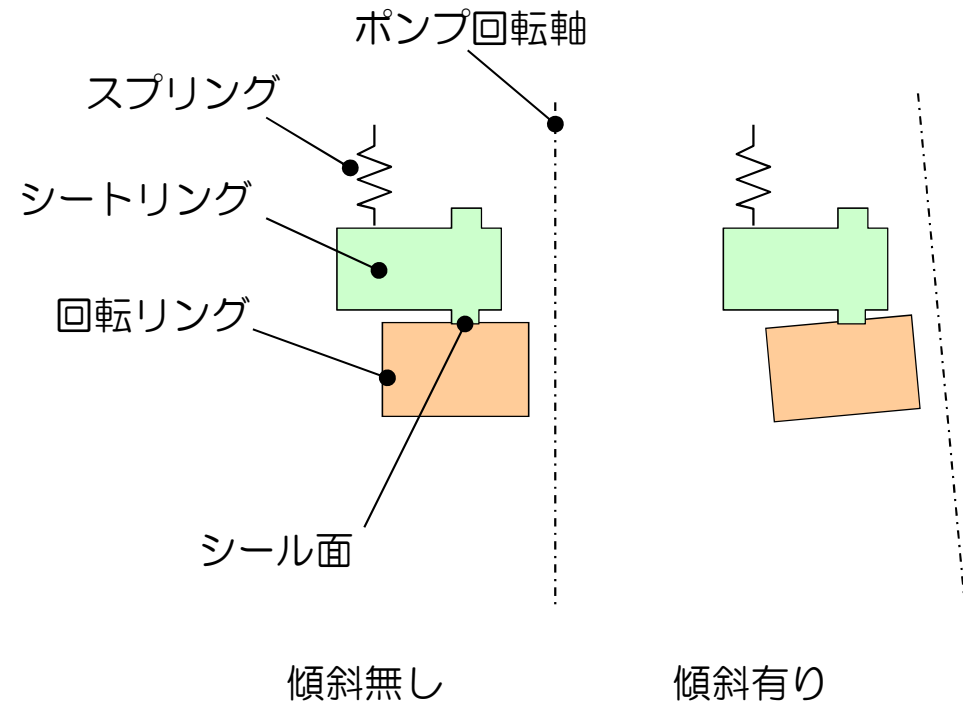 ポンプ回転軸
スプリング
シートリング
回転リング
シール面
傾斜無し
傾斜有り